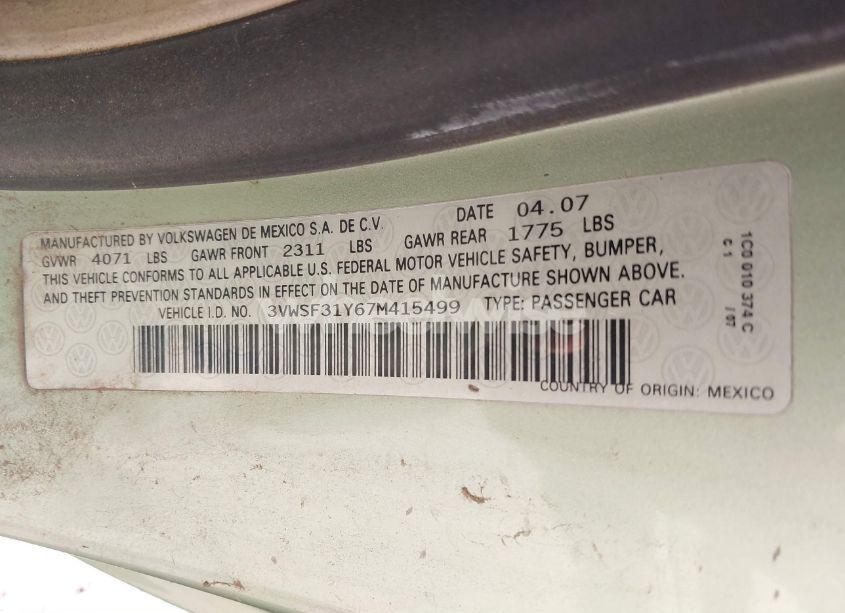 MANUFACTURED BY VOLKSWAGEN DE MEXICO S.A. DE C.V. DATE 04.07
GVWR 4071 LBS GAWR FRONT 2311 LBS GAWR REAR 1775 LBS
THIS VEHICLE CONFORMS TO ALL APPLICABLE U.S. FEDERAL MOTOR VEHICLE SAFETY, BUMPER,
AND THEFT PREVENTION STANDARDS IN EFFECT ON THE DATE OF MANUFACTURE SHOWN ABOVE.
VEHICLE I.D. NO. 3VWSF31Y67M415499 TYPE: PASSENGER CAR
COUNTRY OF ORIGIN: MEXICO
1C0 010 374 C
C 1 / 07